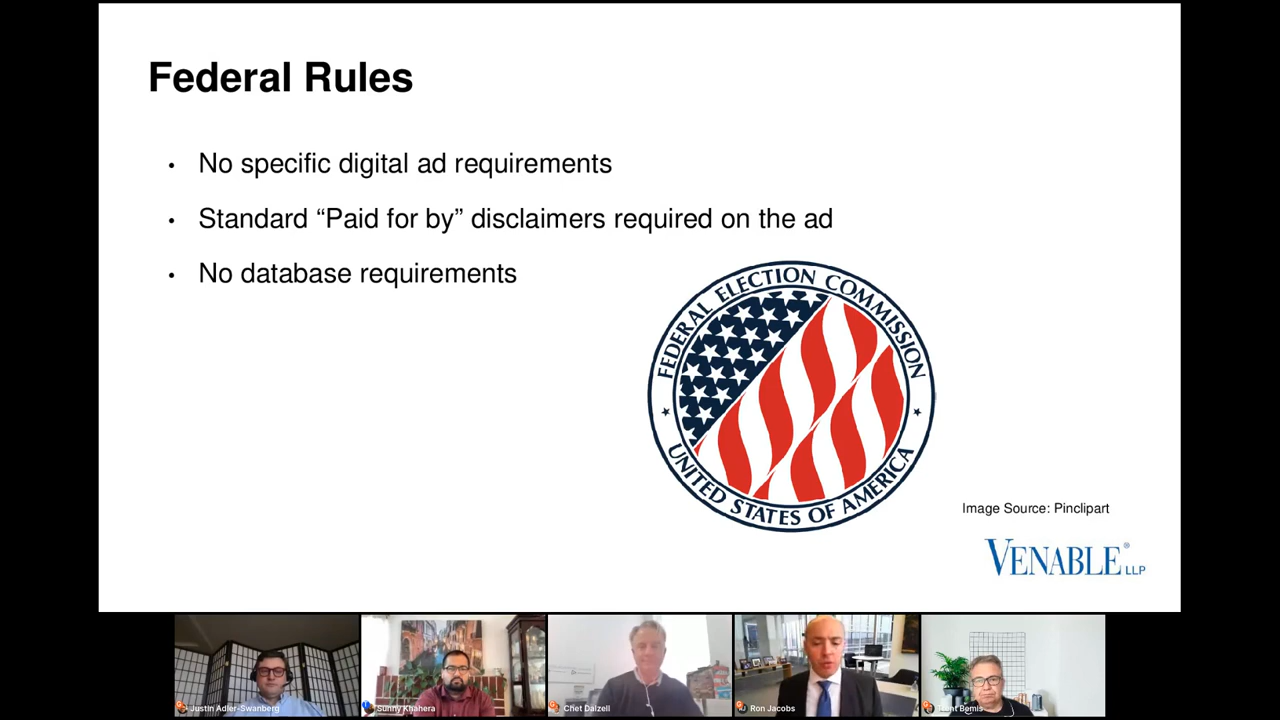 Federal Rules
• No specific digital ad requirements
• Standard “Paid for by” disclaimers required on the ad
• No database requirements
FEDERAL ELECTION COMMISSION
UNITED STATES OF AMERICA
Image Source: Pinclipart
VENABLE® LLP
Justin Adler-Swanberg
Sunny Khahera
Chet Dalzell
Ron Jacobs
Bemis